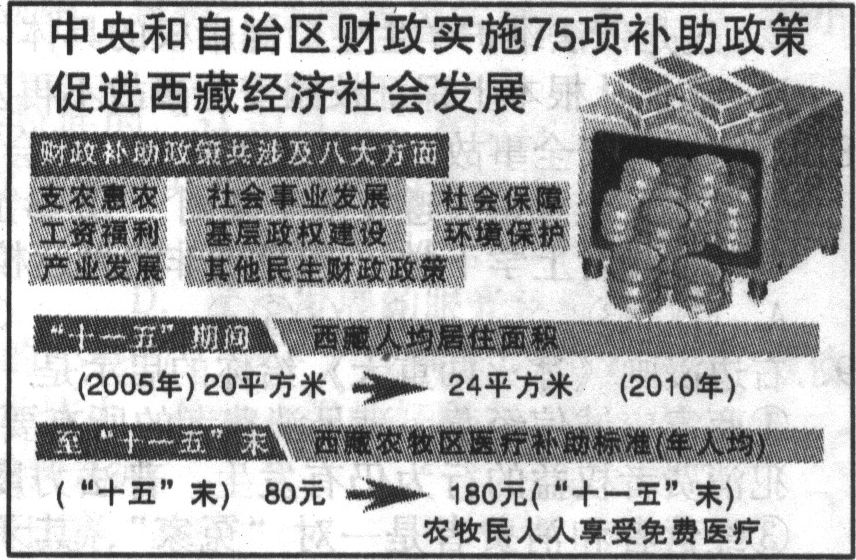 中央和自治区财政实施75项补助政策
促进西藏经济社会发展
财政补助政策共涉及八大方面
支农惠农 社会事业发展 社会保障
工资福利 基层政权建设 环境保护
产业发展 其他民生财政政策
“十一五”期间 西藏人均居住面积
(2005年) 20平方米 24平方米 (2010年)
至“十一五”末 西藏农牧区医疗补助标准(年人均)
(“十五”末) 80元 180元(“十一五”末)
农牧民人人享受免费医疗